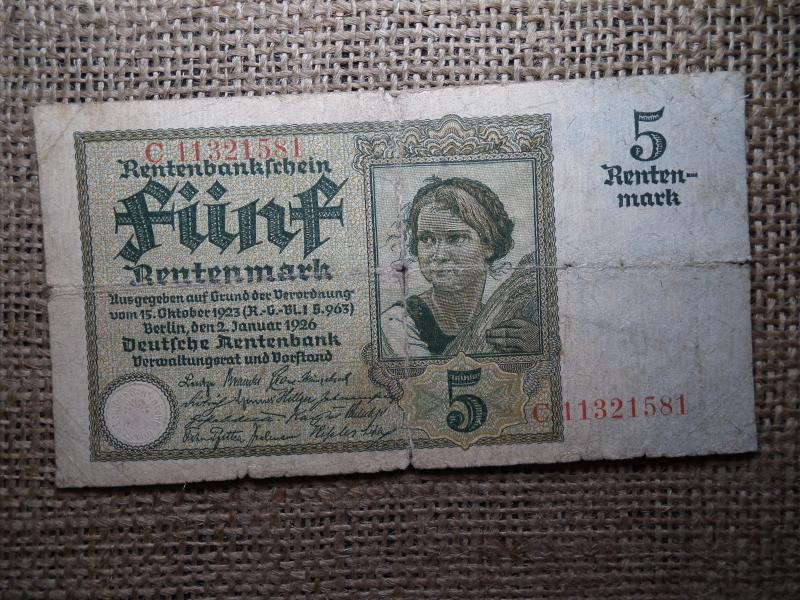 C 11321581
Rentenbankschein
Fünf
Rentenmark
Ausgegeben auf Grund der Verordnung
vom 15. Oktober 1923 (R.-G.-Bl. I S. 963)
Berlin, den 2. Januar 1926
Deutsche Rentenbank
Verwaltungsrat und Vorstand
5
Renten-
mark
5
C 11321581